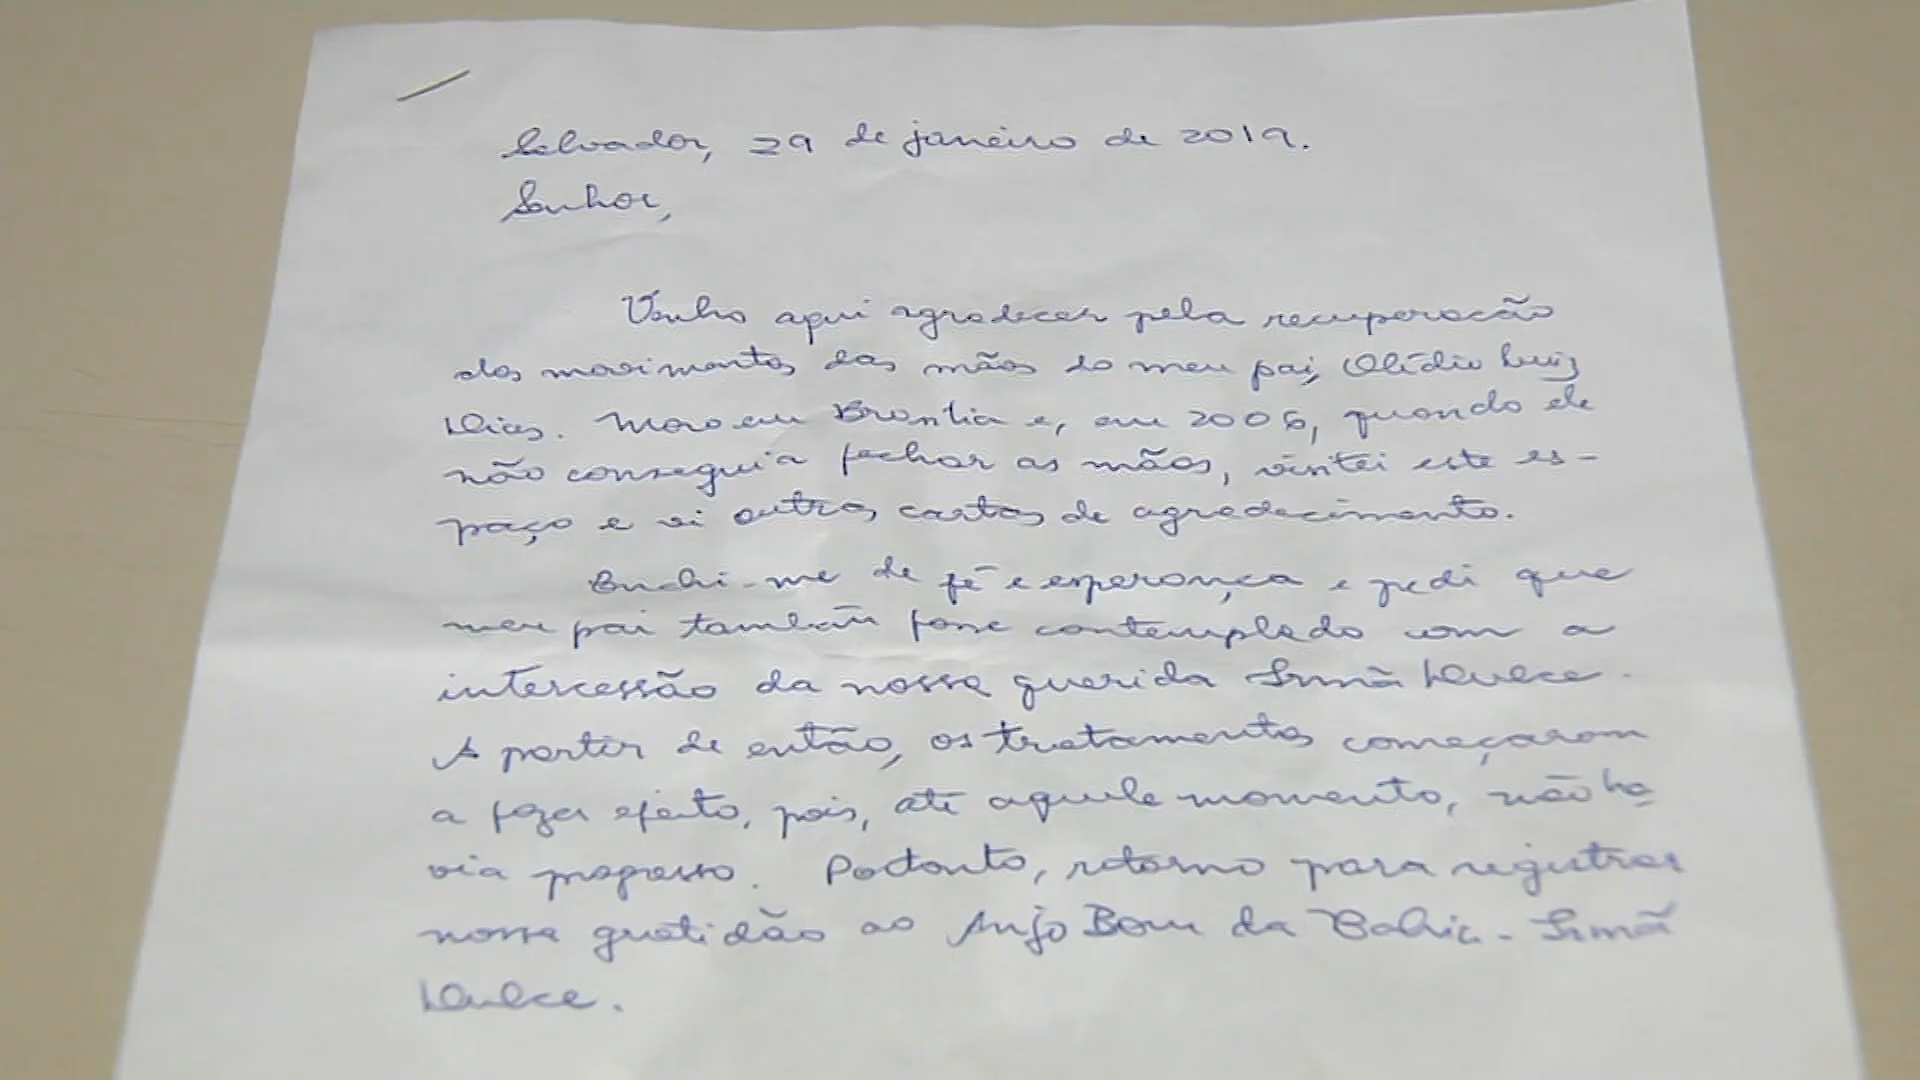 Salvador, 29 de janeiro de 2019.
Senhor,
Venho aqui agradecer pela recuperação
dos movimentos das mãos do meu pai, Luiz
Dias. Moro em Brasília e, em 2006, quando ele
não conseguia fechar as mãos, visitei este es-
paço e vi outras cartas de agradecimento.
Enchi-me de fé e esperança e pedi que
meu pai também fosse contemplado com a
intercessão da nossa querida Irmã Dulce.
A partir de então, os tratamentos começaram
a fazer efeito, pois, até aquele momento, não ha
via progresso. Portanto, retorno para registrar
nossa gratidão ao Anjo Bom da Bahia - Irmã
Dulce.